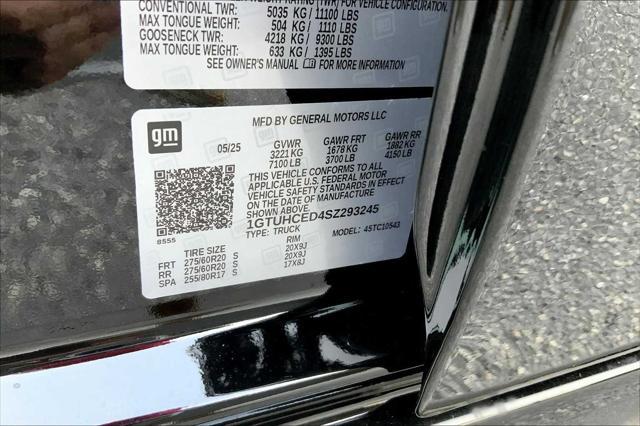 CONVENTIONAL TWR: 5035 KG / 11100 LBS
MAX TONGUE WEIGHT: 504 KG / 1110 LBS
GOOSENECK TWR: 4218 KG / 9300 LBS
MAX TONGUE WEIGHT: 633 KG / 1395 LBS
SEE OWNER'S MANUAL FOR MORE INFORMATION
gm
MFD BY GENERAL MOTORS LLC
05/25 GVWR GAWR FRT GAWR RR
3221 KG 1678 KG 1882 KG
7100 LB 3700 LB 4150 LB
THIS VEHICLE CONFORMS TO ALL
APPLICABLE U.S. FEDERAL MOTOR
VEHICLE SAFETY STANDARDS IN EFFECT
ON THE DATE OF MANUFACTURE
SHOWN ABOVE.
1GTUHCED4SZ293245
TYPE: TRUCK MODEL: 4STC10543
8555
TIRE SIZE RIM
FRT 275/60R20 S 20X9J
RR 275/60R20 S 20X9J
SPA 255/80R17 S 17X8J